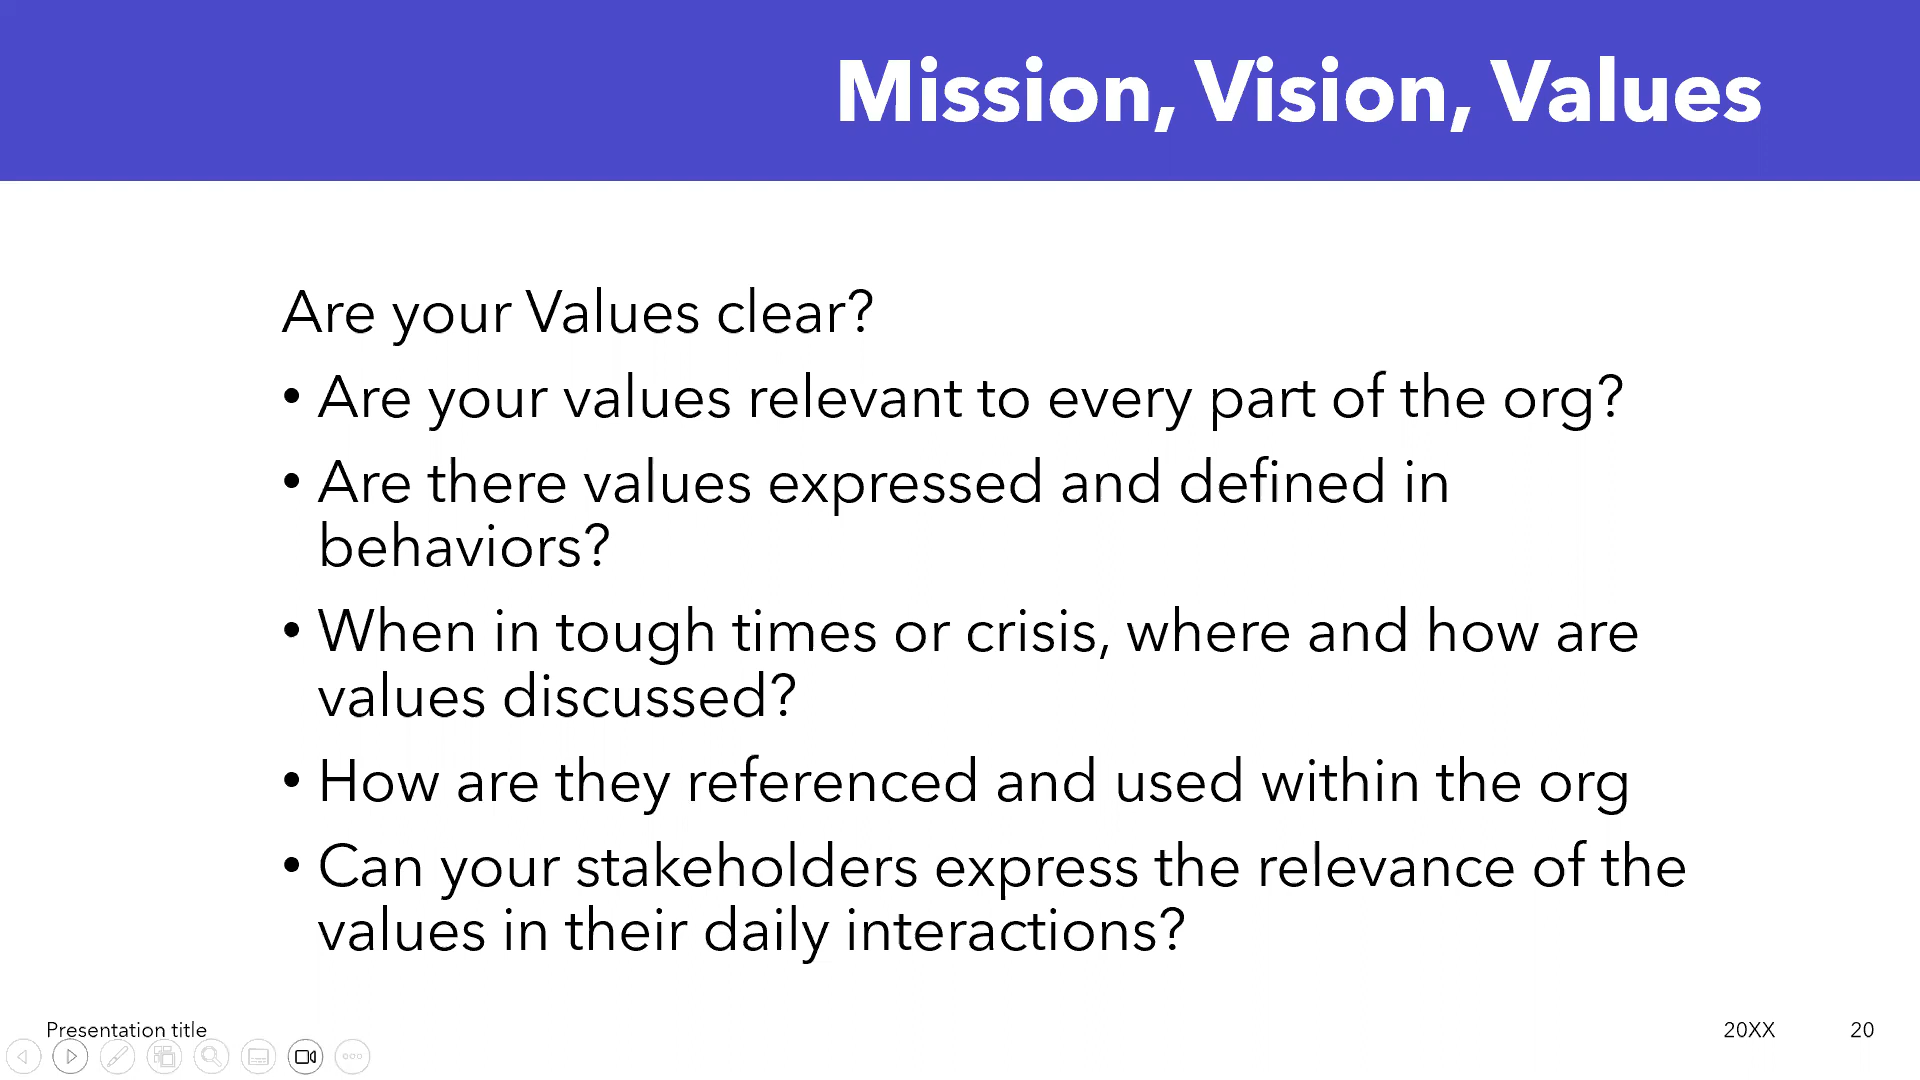 Mission, Vision, Values
Are your Values clear?
• Are your values relevant to every part of the org?
• Are there values expressed and defined in
behaviors?
• When in tough times or crisis, where and how are
values discussed?
• How are they referenced and used within the org
• Can your stakeholders express the relevance of the
values in their daily interactions?
Presentation title
20XX
20